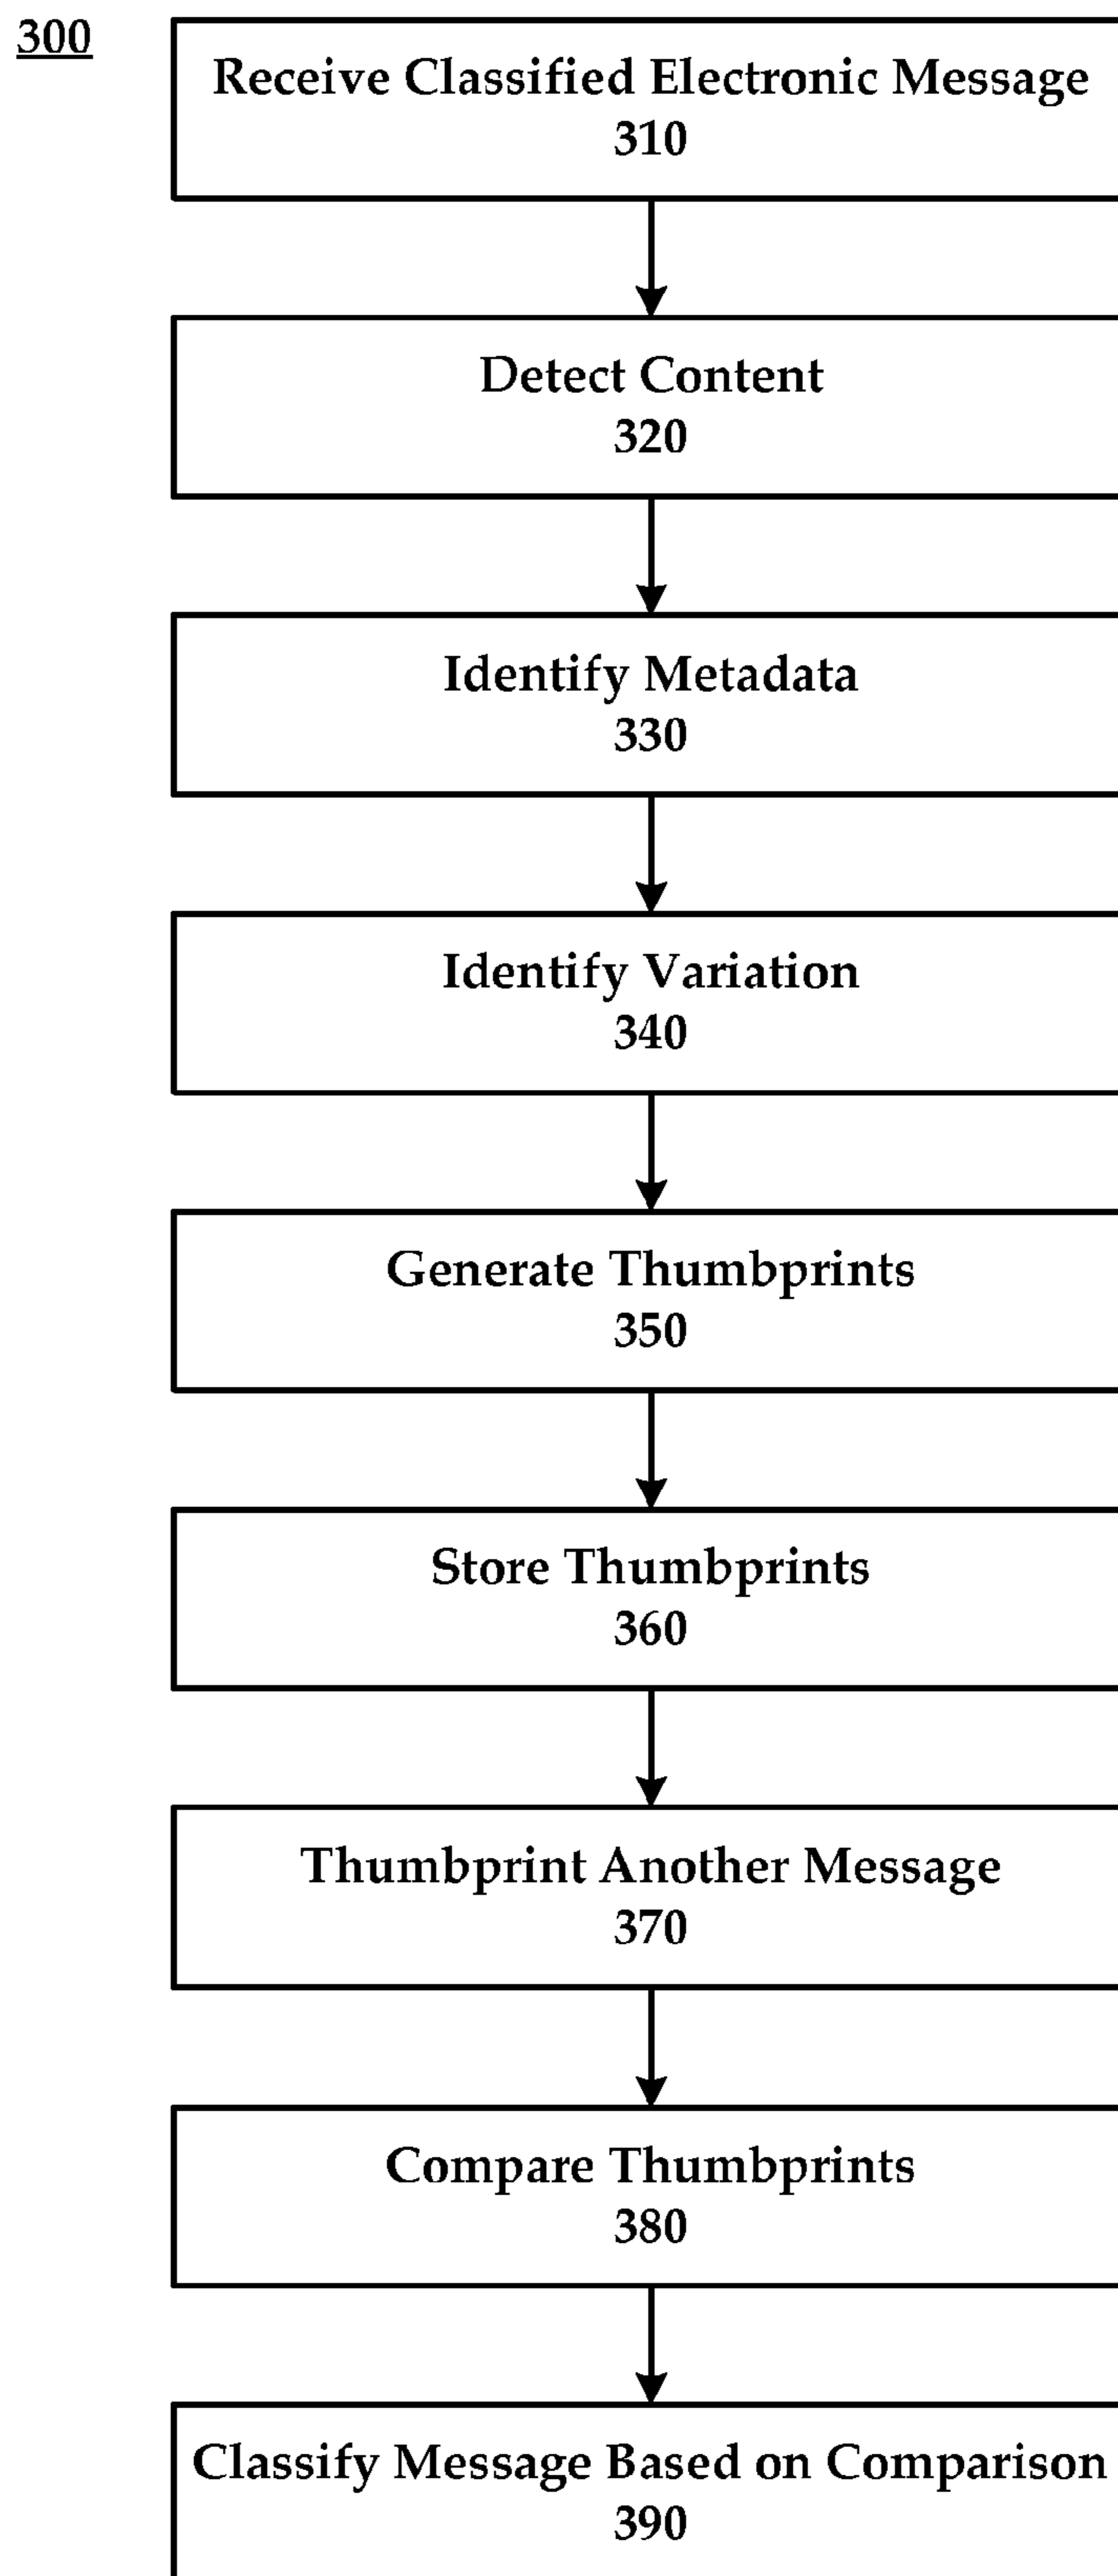 300
Receive Classified Electronic Message
310
Detect Content
320
Identify Metadata
330
Identify Variation
340
Generate Thumbprints
350
Store Thumbprints
360
Thumbprint Another Message
370
Compare Thumbprints
380
Classify Message Based on Comparison
390